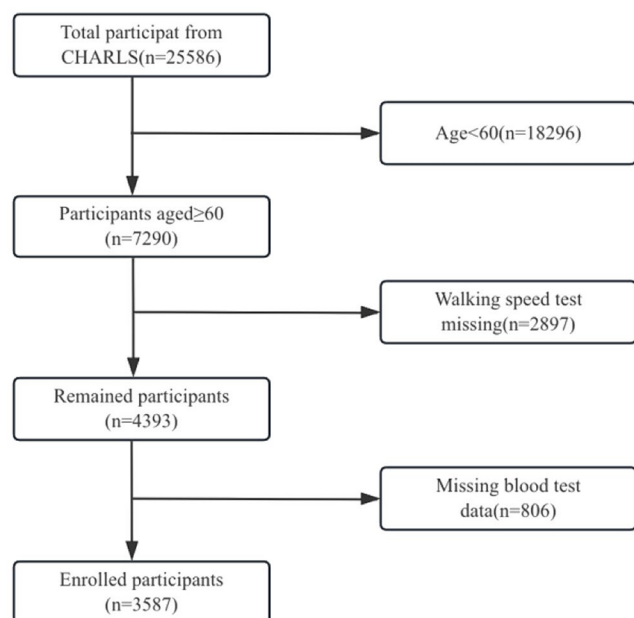 Total participat from
CHARLS(n=25586)
Age<60(n=18296)
Participants aged≥60
(n=7290)
Walking speed test
missing(n=2897)
Remained participants
(n=4393)
Missing blood test
data(n=806)
Enrolled participants
(n=3587)